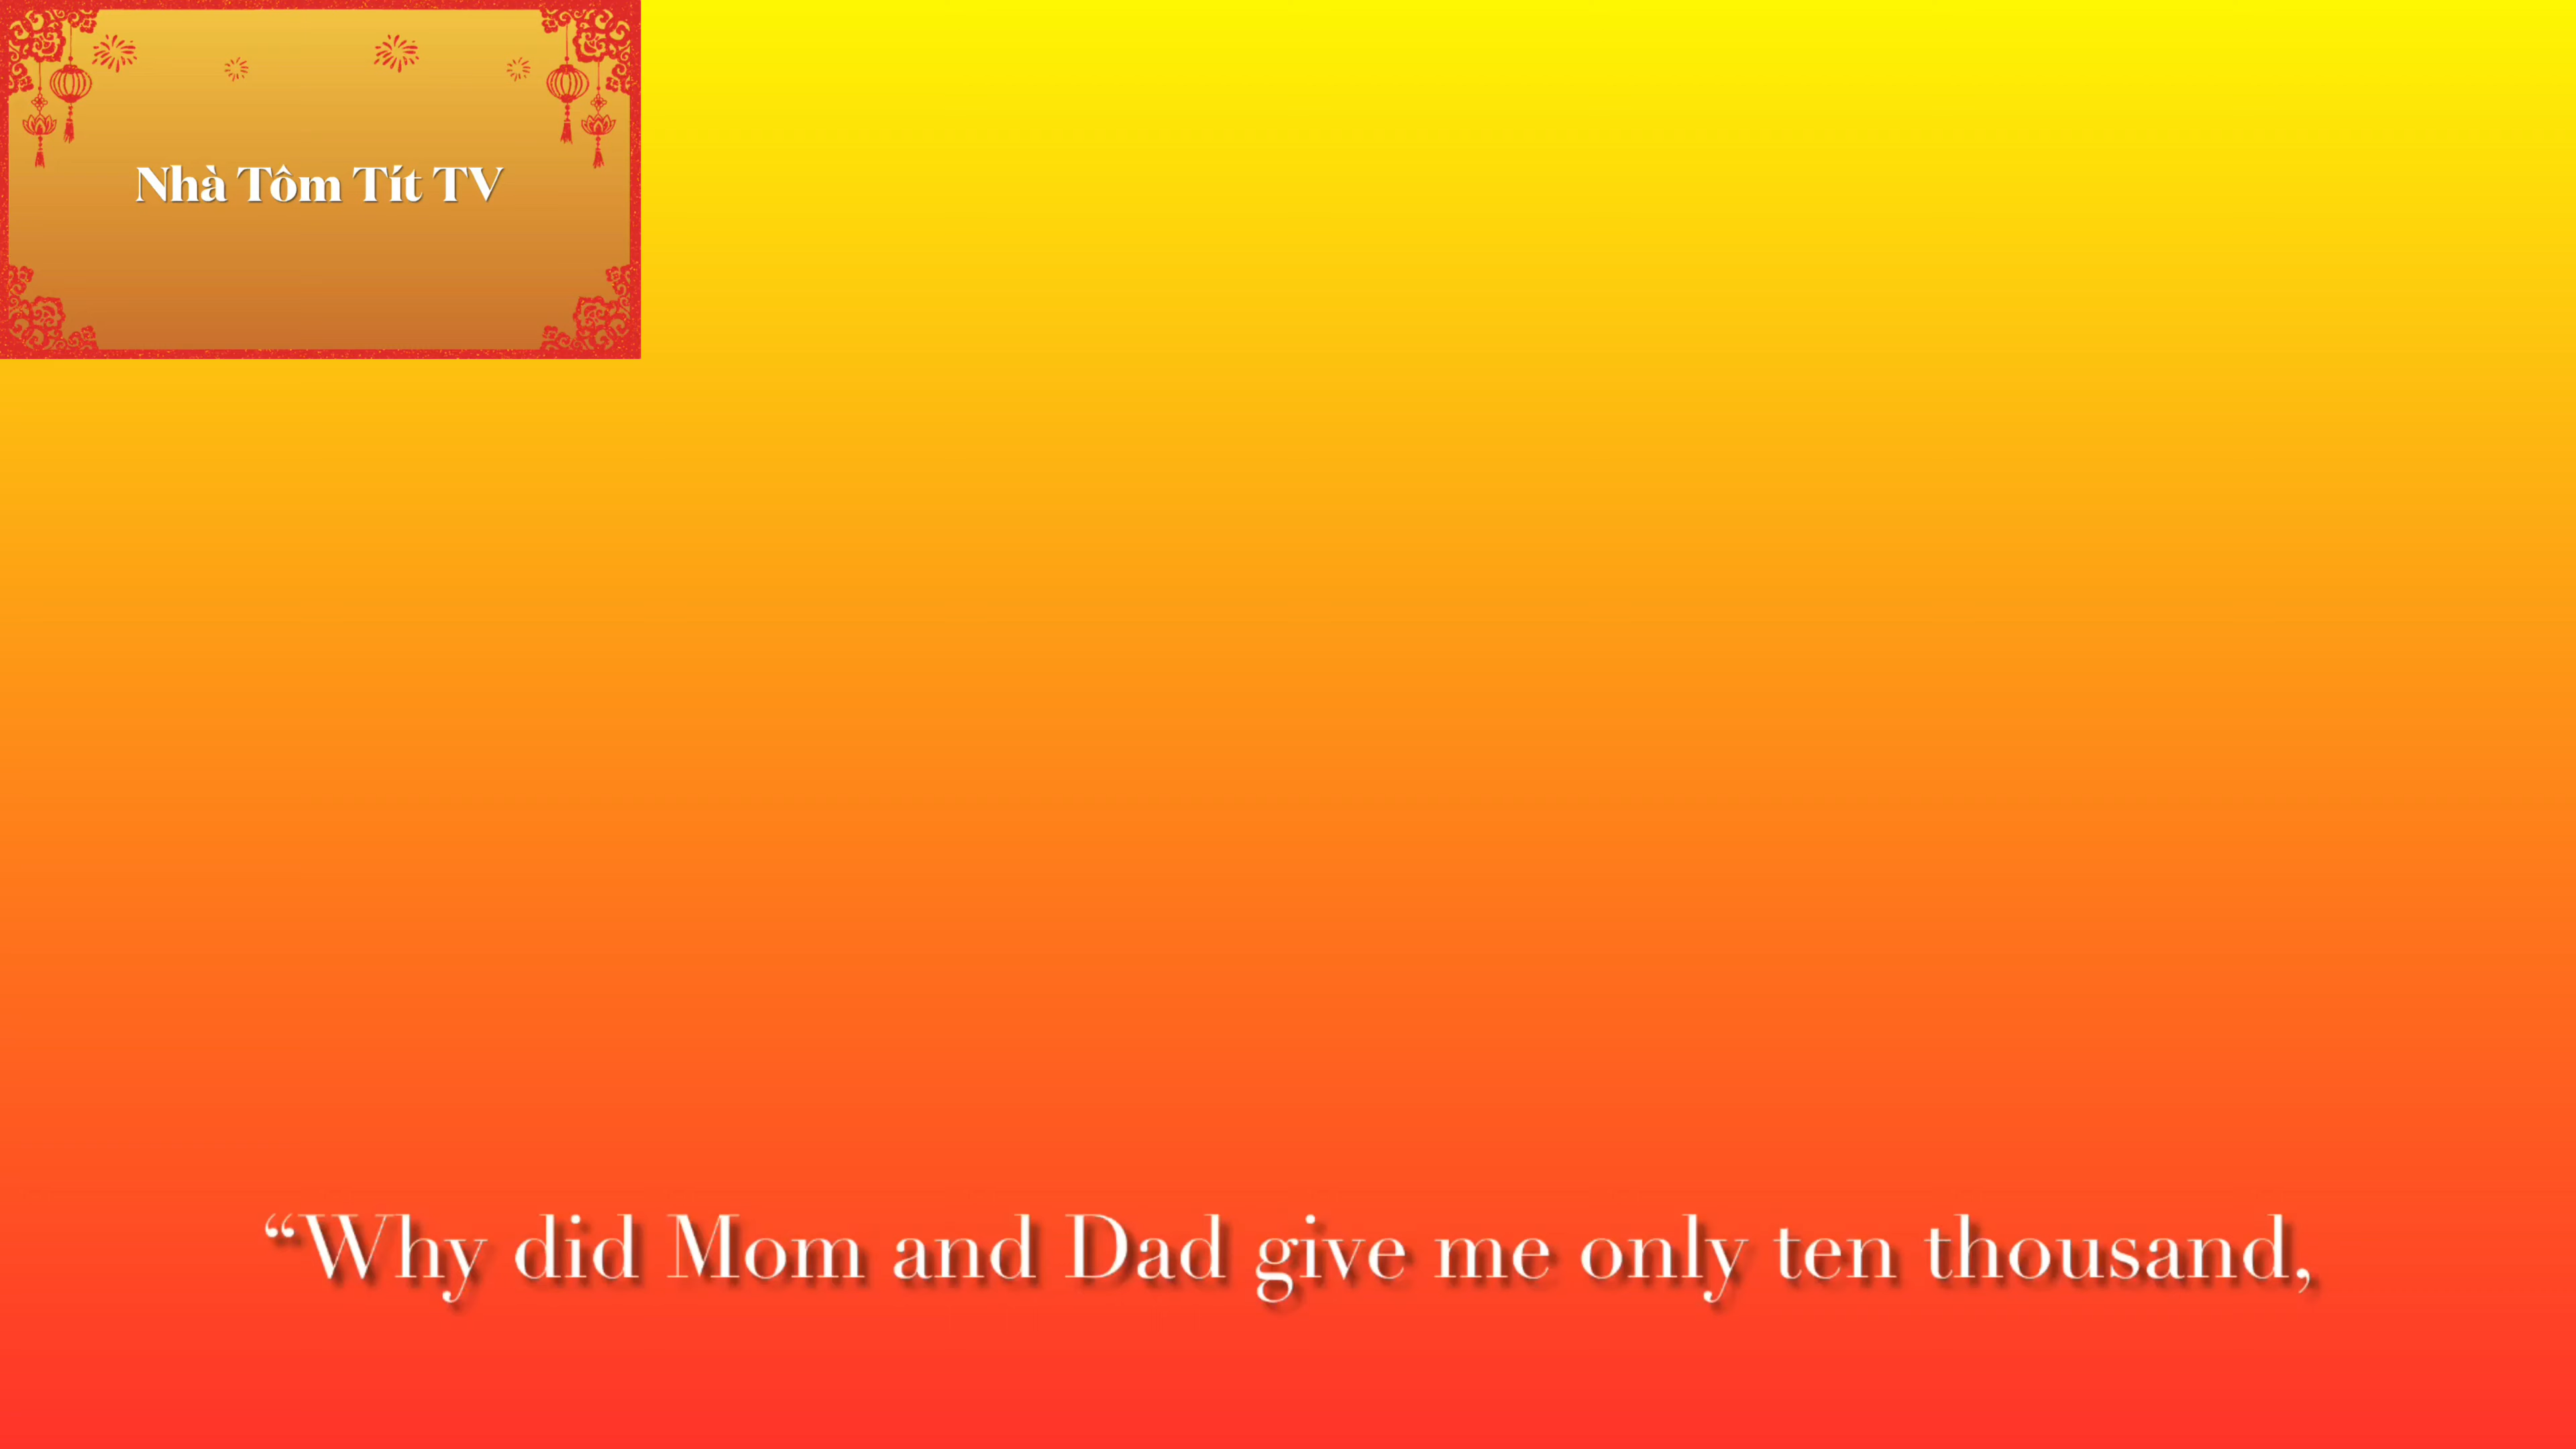 Nhà Tôm Tít TV
“Why did Mom and Dad give me only ten thousand,